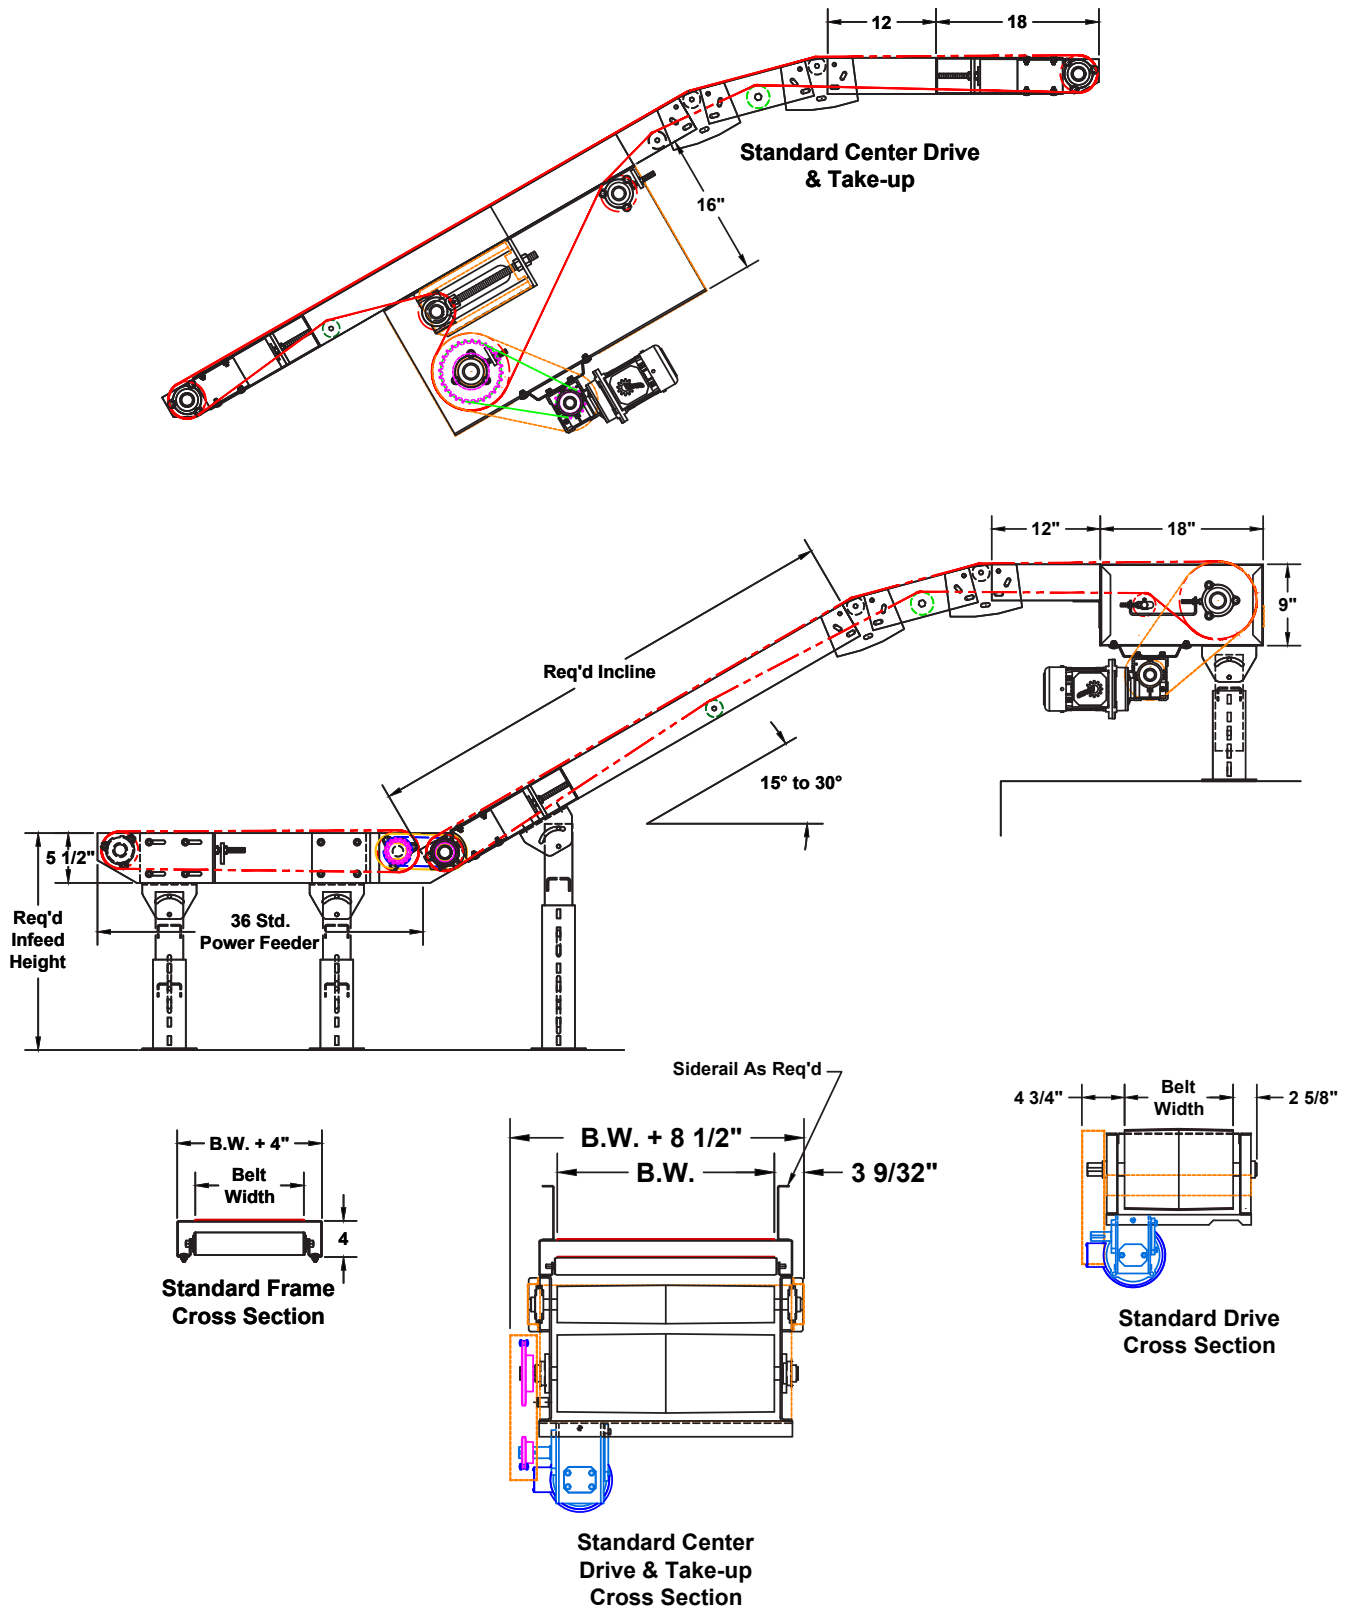 12
18
Standard Center Drive
& Take-up
16"
12"
18"
9"
Req'd Incline
15° to 30°
5 1/2"
Req'd
Infeed
Height
36 Std.
Power Feeder
Siderail As Req'd
B.W. + 4"
Belt
Width
4
Standard Frame
Cross Section
B.W. + 8 1/2"
B.W.
3 9/32"
Standard Center
Drive & Take-up
Cross Section
4 3/4"
Belt
Width
2 5/8"
Standard Drive
Cross Section